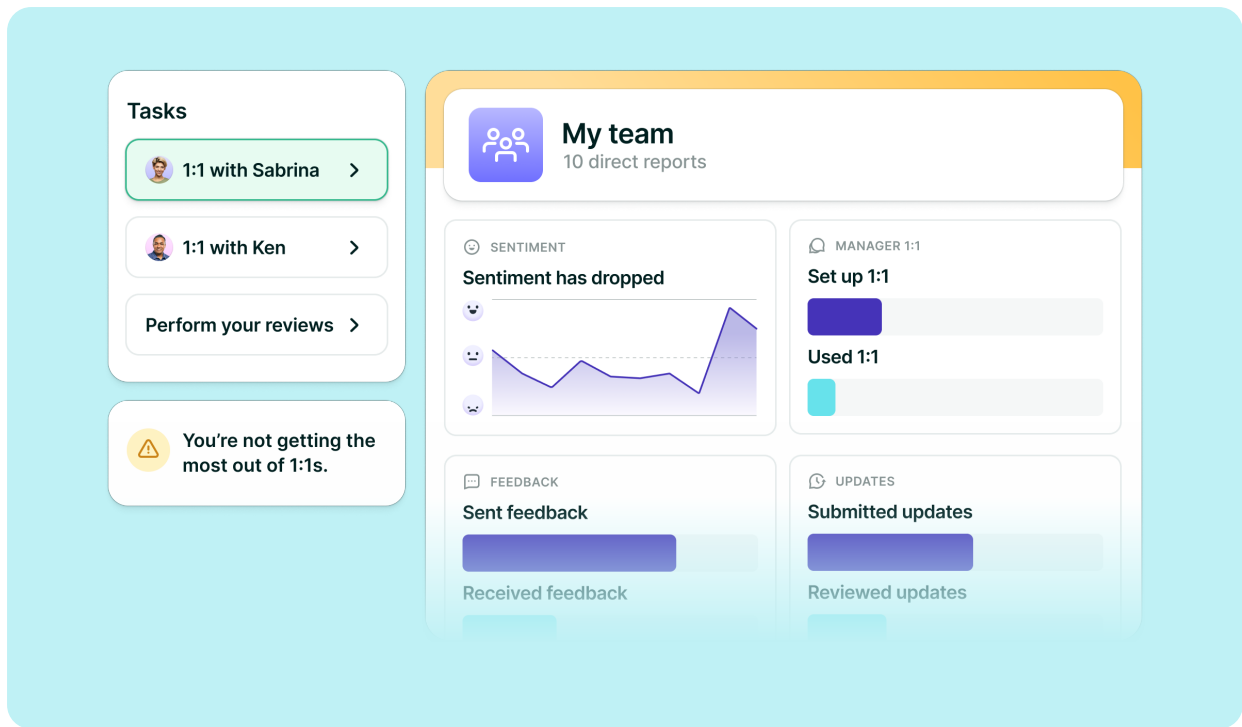 Tasks
1:1 with Sabrina
1:1 with Ken
Perform your reviews
You’re not getting the
most out of 1:1s.
My team
10 direct reports
SENTIMENT
Sentiment has dropped
MANAGER 1:1
Set up 1:1
Used 1:1
FEEDBACK
Sent feedback
Received feedback
UPDATES
Submitted updates
Reviewed updates